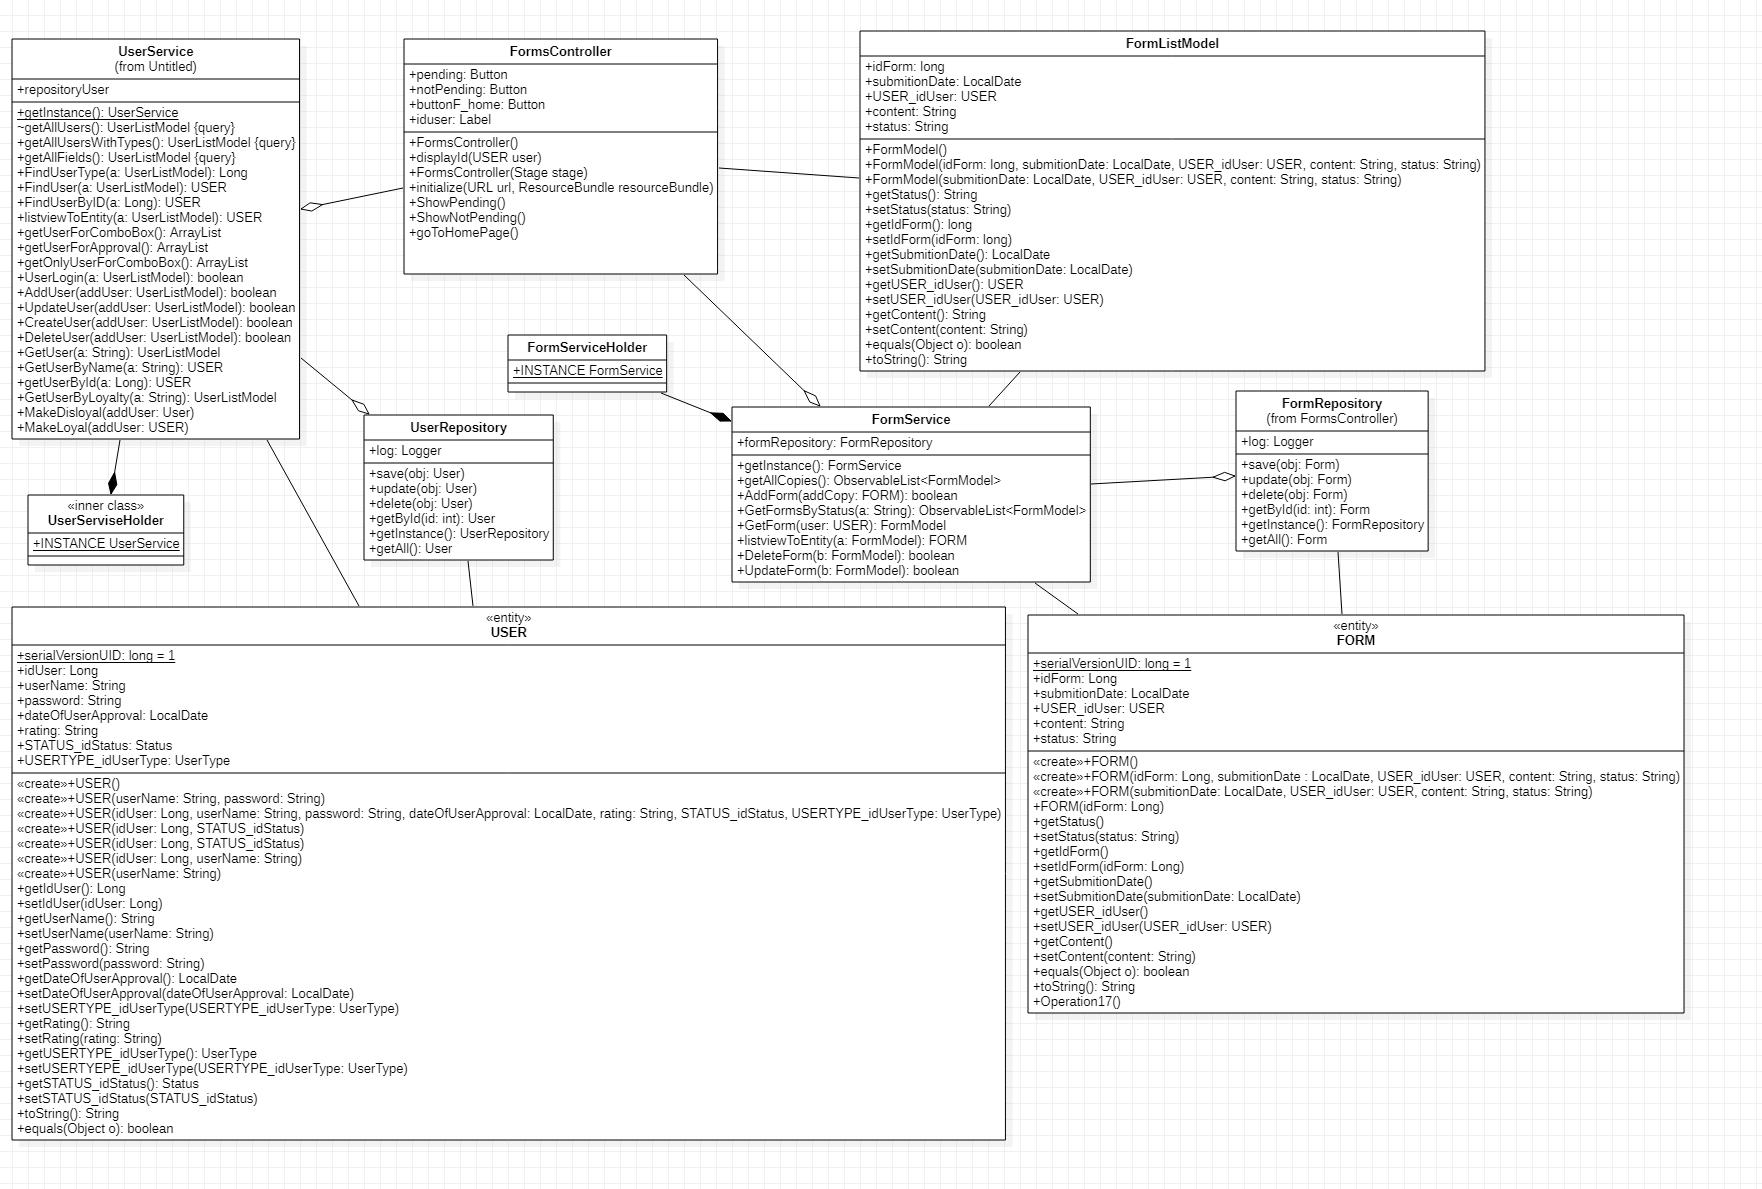 UserService
(from Untitled)
+repositoryUser
+getInstance(): UserService
~getAllUsers(): UserListModel {query}
+getAllUsersWithTypes(): UserListModel {query}
+getAllFields(): UserListModel {query}
+FindUserType(a: UserListModel): Long
+FindUser(a: UserListModel): USER
+FindUserByID(a: Long): USER
+listviewToEntity(a: UserListModel): USER
+getUserForComboBox(): ArrayList
+getUserForApproval(): ArrayList
+getOnlyUserForComboBox(): ArrayList
+UserLogin(a: UserListModel): boolean
+AddUser(addUser: UserListModel): boolean
+UpdateUser(addUser: UserListModel): boolean
+CreateUser(addUser: UserListModel): boolean
+DeleteUser(addUser: UserListModel): boolean
+GetUser(a: String): UserListModel
+GetUserByName(a: String): USER
+getUserById(a: Long): USER
+GetUserByLoyalty(a: String): UserListModel
+MakeDisloyal(addUser: User)
+MakeLoyal(addUser: USER)
FormsController
+pending: Button
+notPending: Button
+buttonF_home: Button
+iduser: Label
+FormsController()
+displayId(USER user)
+FormsController(Stage stage)
+initialize(URL url, ResourceBundle resourceBundle)
+ShowPending()
+ShowNotPending()
+goToHomePage()
FormListModel
+idForm: long
+submitionDate: LocalDate
+USER_idUser: USER
+content: String
+status: String
+FormModel()
+FormModel(idForm: long, submitionDate: LocalDate, USER_idUser: USER, content: String, status: String)
+FormModel(submitionDate: LocalDate, USER_idUser: USER, content: String, status: String)
+getStatus(): String
+setStatus(status: String)
+getIdForm(): long
+setIdForm(idForm: long)
+getSubmitionDate(): LocalDate
+setSubmitionDate(submitionDate: LocalDate)
+getUSER_idUser(): USER
+setUSER_idUser(USER_idUser: USER)
+getContent(): String
+setContent(content: String)
+equals(Object o): boolean
+toString(): String
FormServiceHolder
+INSTANCE FormService
«inner class»
UserServiseHolder
+INSTANCE UserService
UserRepository
+log: Logger
+save(obj: User)
+update(obj: User)
+delete(obj: User)
+getById(id: int): User
+getInstance(): UserRepository
+getAll(): User
FormService
+formRepository: FormRepository
+getInstance(): FormService
+getAllCopies(): ObservableList<FormModel>
+AddForm(addCopy: FORM): boolean
+GetFormsByStatus(a: String): ObservableList<FormModel>
+GetForm(user: USER): FormModel
+listviewToEntity(a: FormModel): FORM
+DeleteForm(b: FormModel): boolean
+UpdateForm(b: FormModel): boolean
FormRepository
(from FormsController)
+log: Logger
+save(obj: Form)
+update(obj: Form)
+delete(obj: Form)
+getById(id: int): Form
+getInstance(): FormRepository
+getAll(): Form
«entity»
USER
+serialVersionUID: long = 1
+idUser: Long
+userName: String
+password: String
+dateOfUserApproval: LocalDate
+rating: String
+STATUS_idStatus: Status
+USERTYPE_idUserType: UserType
«create»+USER()
«create»+USER(userName: String, password: String)
«create»+USER(idUser: Long, userName: String, password: String, dateOfUserApproval: LocalDate, rating: String, STATUS_idStatus, USERTYPE_idUserType: UserType)
«create»+USER(idUser: Long, STATUS_idStatus)
«create»+USER(idUser: Long, STATUS_idStatus)
«create»+USER(idUser: Long, userName: String)
«create»+USER(userName: String)
+getIdUser(): Long
+setIdUser(idUser: Long)
+getUserName(): String
+setUserName(userName: String)
+getPassword(): String
+setPassword(password: String)
+getDateOfUserApproval(): LocalDate
+setDateOfUserApproval(dateOfUserApproval: LocalDate)
+setUSERTYPE_idUserType(USERTYPE_idUserType: UserType)
+getRating(): String
+setRating(rating: String)
+getUSERTYPE_idUserType(): UserType
+setUSERTYEPE_idUserType(USERTYPE_idUserType: UserType)
+getSTATUS_idStatus(): Status
+setSTATUS_idStatus(STATUS_idStatus)
+toString(): String
+equals(Object o): boolean
«entity»
FORM
+serialVersionUID: long = 1
+idForm: Long
+submitionDate: LocalDate
+USER_idUser: USER
+content: String
+status: String
«create»+FORM()
«create»+FORM(idForm: Long, submitionDate : LocalDate, USER_idUser: USER, content: String, status: String)
«create»+FORM(submitionDate: LocalDate, USER_idUser: USER, content: String, status: String)
+FORM(idForm: Long)
+getStatus()
+setStatus(status: String)
+getIdForm()
+setIdForm(idForm: Long)
+getSubmitionDate()
+setSubmitionDate(submitionDate: LocalDate)
+getUSER_idUser()
+setUSER_idUser(USER_idUser: USER)
+getContent()
+setContent(content: String)
+equals(Object o): boolean
+toString(): String
+Operation17()